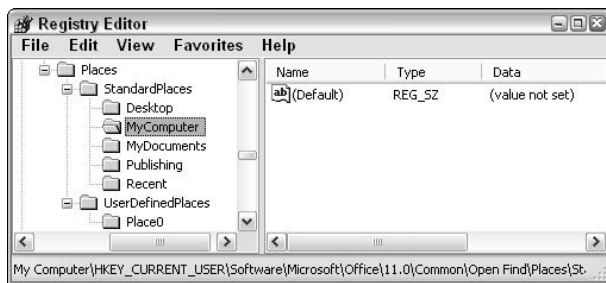 Registry Editor
File Edit View Favorites Help
Places
StandardPlaces
Desktop
MyComputer
MyDocuments
Publishing
Recent
UserDefinedPlaces
Place0
Name Type Data
ab (Default) REG_SZ (value not set)
My Computer\HKEY_CURRENT_USER\Software\Microsoft\Office\11.0\Common\Open Find\Places\St